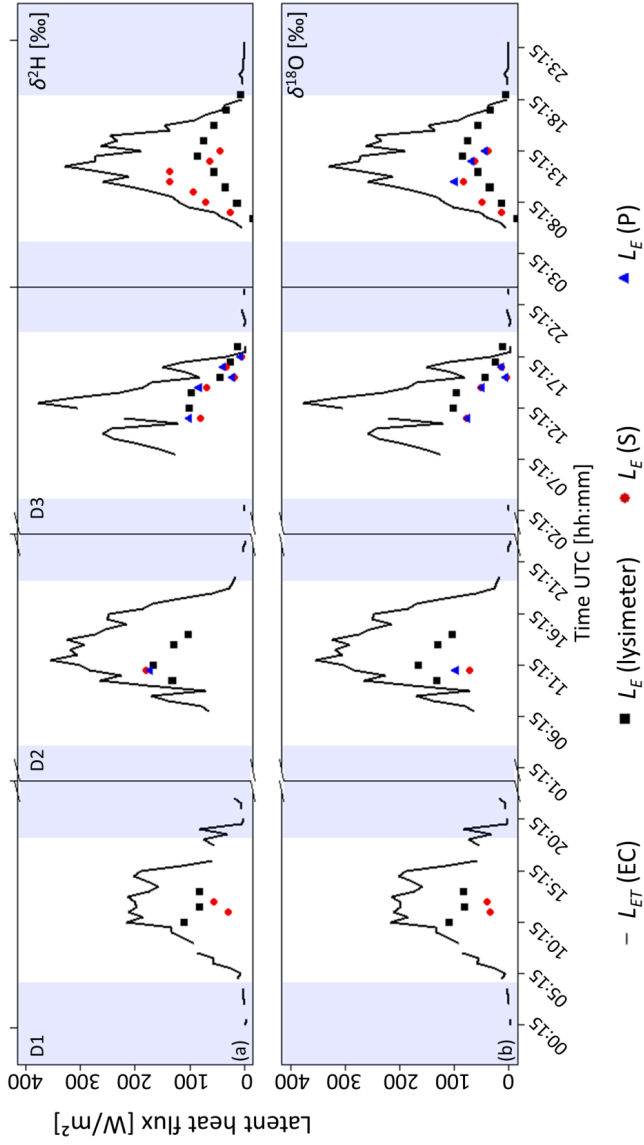 Latent heat flux [W/m²]
400
300
200
100
0
D1
D2
D3
δ²H [‰]
(a)
400
300
200
100
0
δ¹⁸O [‰]
(b)
00:15 05:15 10:15 15:15 20:15 01:15 06:15 11:15 16:15 21:15 02:15 07:15 12:15 17:15 22:15 03:15 08:15 13:15 18:15 23:15
Time UTC [hh:mm]
L_ET (EC) L_E (lysimeter) L_E (S) L_E (P)